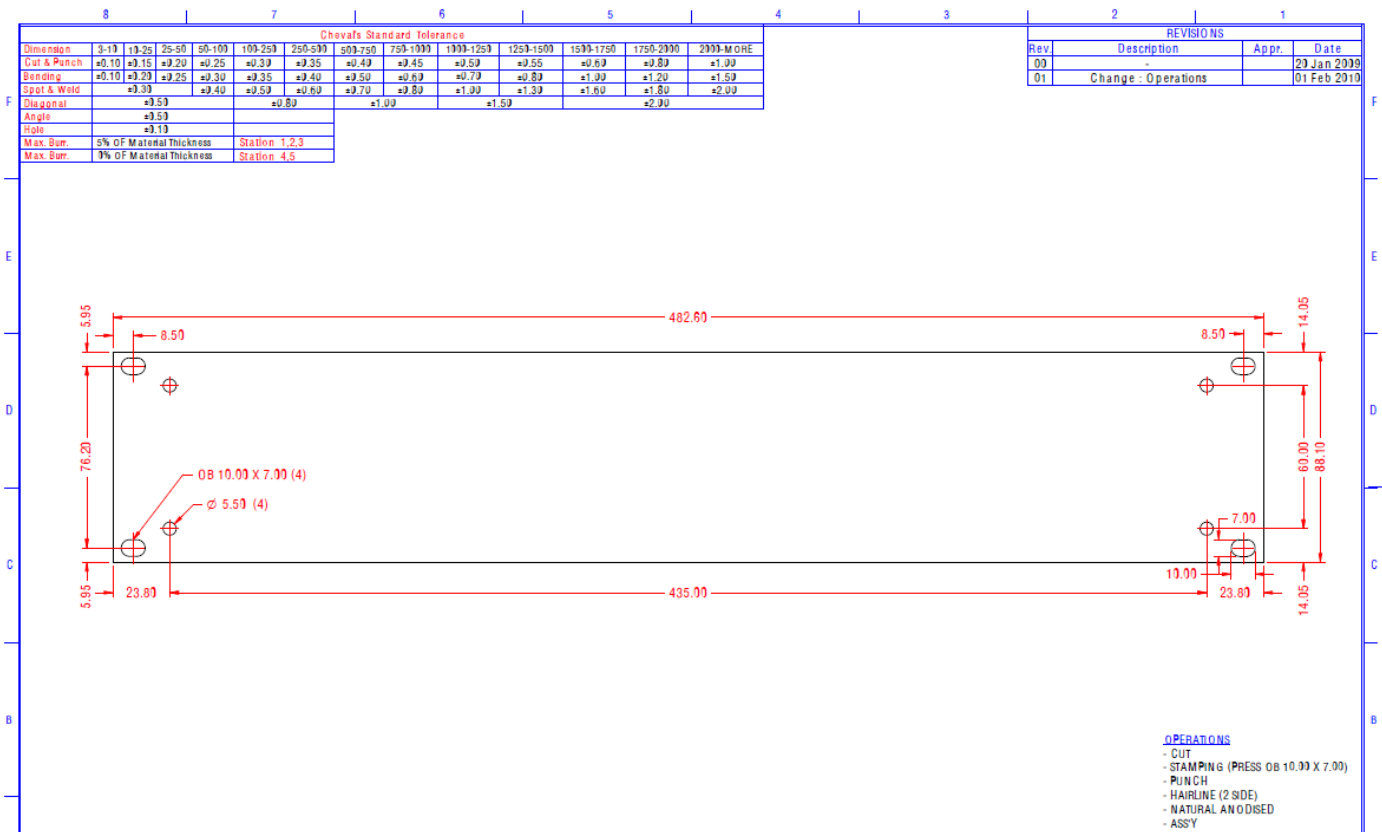 8 7 6 5 4 3 2 1
Cheval's Standard Tolerance
Dimension 3-10 10-25 25-50 50-100 100-250 250-500 500-750 750-1000 1000-1250 1250-1500 1500-1750 1750-2000 2000-MORE
Cut & Punch ±0.10 ±0.15 ±0.20 ±0.25 ±0.30 ±0.35 ±0.40 ±0.45 ±0.50 ±0.55 ±0.60 ±0.80 ±1.00
Bending ±0.10 ±0.20 ±0.25 ±0.30 ±0.35 ±0.40 ±0.50 ±0.60 ±0.70 ±0.80 ±1.00 ±1.20 ±1.50
Spot & Weld ±0.30 ±0.40 ±0.50 ±0.60 ±0.70 ±0.80 ±1.00 ±1.30 ±1.60 ±1.80 ±2.00
Diagonal ±0.50 ±0.80 ±1.00 ±1.50 ±2.00
Angle ±0.50
Hole ±0.10
Max. Burr. 5% OF Material Thickness Station 1,2,3
Max. Burr. 0% OF Material Thickness Station 4,5
REVISIONS
Rev. Description Appr. Date
00 - 20 Jan 2009
01 Change : Operations 01 Feb 2010
F F
E E
5.95 482.60 14.05
8.50 8.50
D D
76.20 60.00 88.10
OB 10.00 X 7.00 (4)
Ø 5.50 (4)
7.00
C C
10.00
5.95 23.80 435.00 23.80 14.05
B B
OPERATIONS
- CUT
- STAMPING (PRESS OB 10.00 X 7.00)
- PUNCH
- HAIRLINE (2 SIDE)
- NATURAL ANODISED
- ASS'Y